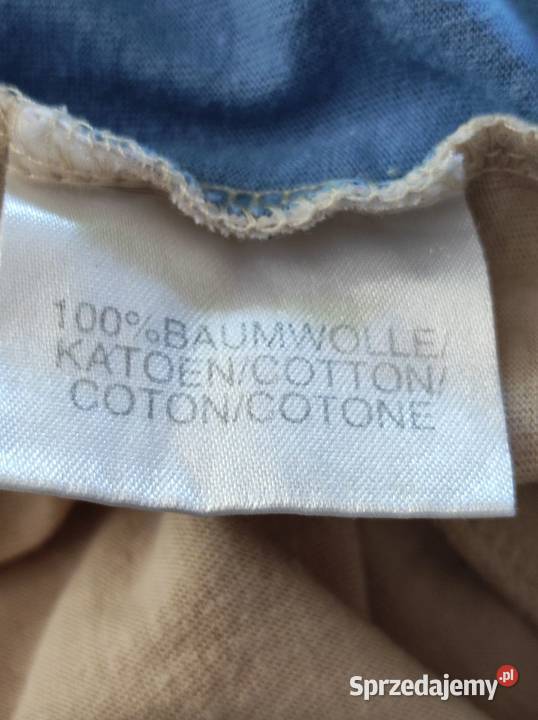 100%BAUMWOLLE/
KATOEN/COTTON/
COTON/COTONE
Sprzedajemy.pl